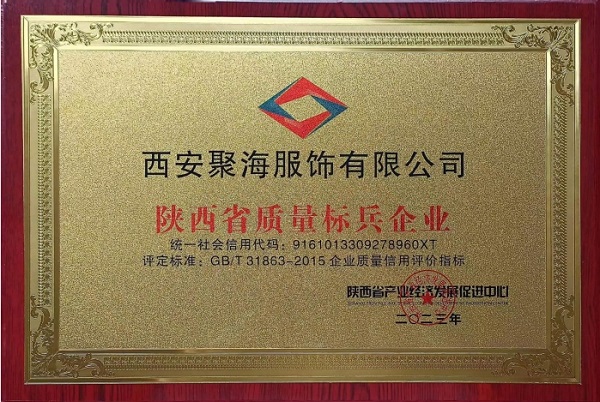 西安聚海服饰有限公司
陕西省质量标兵企业
统一社会信用代码：9161013309278960XT
评定标准：GB/T 31863-2015 企业质量信用评价指标
陕西省产业经济发展促进中心
二〇二三年